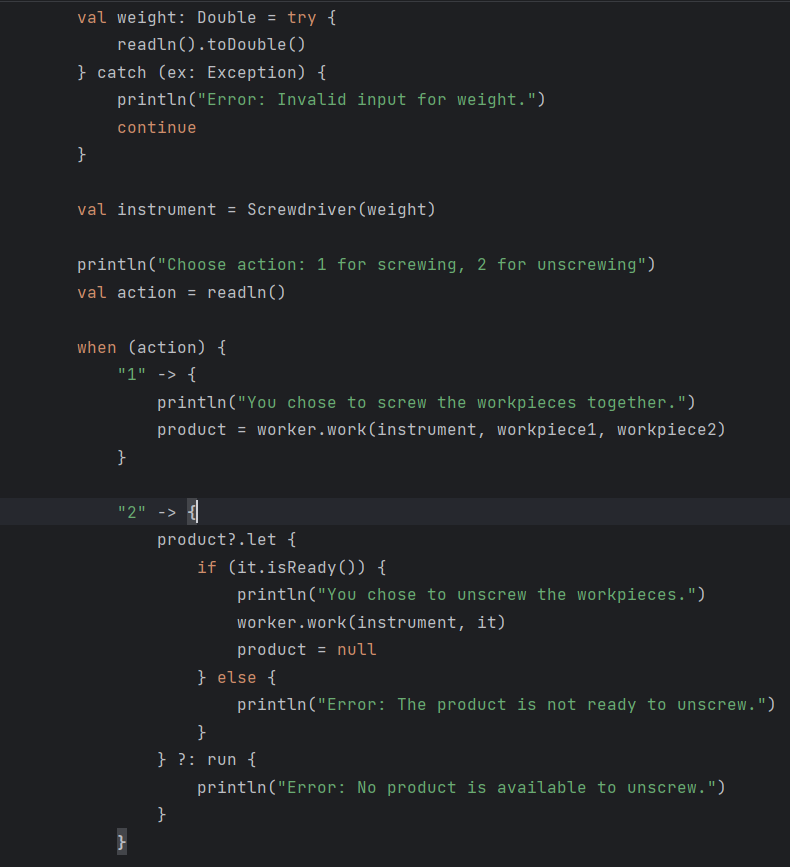 val weight: Double = try {
    readln().toDouble()
} catch (ex: Exception) {
    println("Error: Invalid input for weight.")
    continue
}

val instrument = Screwdriver(weight)

println("Choose action: 1 for screwing, 2 for unscrewing")
val action = readln()

when (action) {
    "1" -> {
        println("You chose to screw the workpieces together.")
        product = worker.work(instrument, workpiece1, workpiece2)
    }

    "2" -> {
        product?.let {
            if (it.isReady()) {
                println("You chose to unscrew the workpieces.")
                worker.work(instrument, it)
                product = null
            } else {
                println("Error: The product is not ready to unscrew.")
            }
        } ?: run {
            println("Error: No product is available to unscrew.")
        }
    }